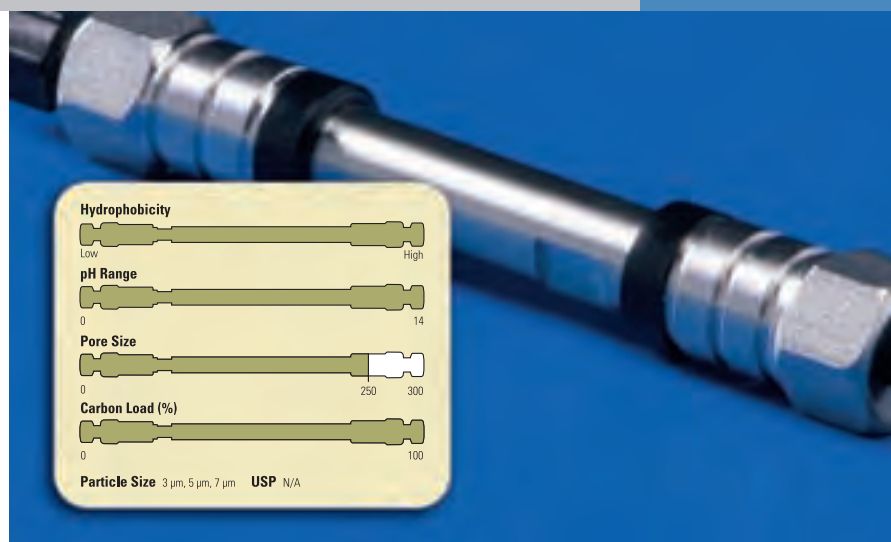 Hydrophobicity
Low High
pH Range
0 14
Pore Size
0 250 300
Carbon Load (%)
0 100
Particle Size 3 µm, 5 µm, 7 µm USP N/A